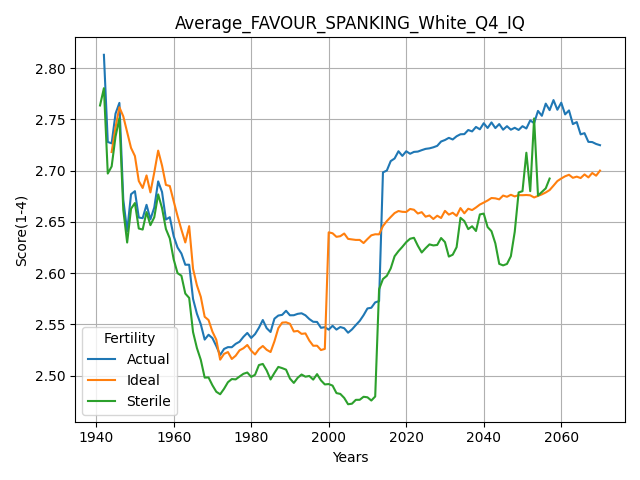 Average_FAVOUR_SPANKING_White_Q4_IQ
Score(1-4)
2.80
2.75
2.70
2.65
2.60
2.55
2.50
Fertility
Actual
Ideal
Sterile
1940 1960 1980 2000 2020 2040 2060
Years